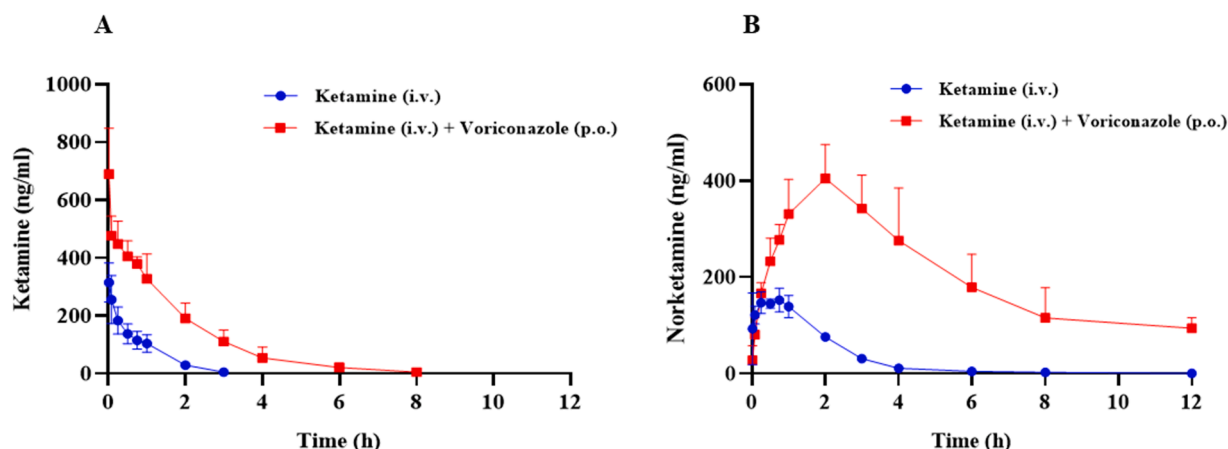 A
Ketamine (ng/ml)
1000
800
600
400
200
0
0 2 4 6 8 10 12
Time (h)
Ketamine (i.v.)
Ketamine (i.v.) + Voriconazole (p.o.)
B
Norketamine (ng/ml)
600
400
200
0
0 2 4 6 8 10 12
Time (h)
Ketamine (i.v.)
Ketamine (i.v.) + Voriconazole (p.o.)